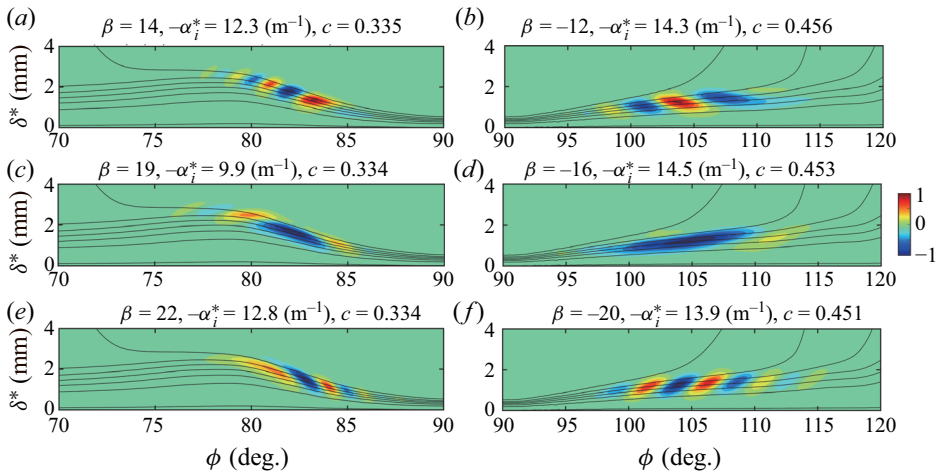 (a) β = 14, −α*i = 12.3 (m−1), c = 0.335
(b) β = −12, −α*i = 14.3 (m−1), c = 0.456
δ* (mm)
4
2
0
70 75 80 85 90
4
2
0
90 95 100 105 110 115 120
(c) β = 19, −α*i = 9.9 (m−1), c = 0.334
(d) β = −16, −α*i = 14.5 (m−1), c = 0.453
δ* (mm)
4
2
0
70 75 80 85 90
4
2
0
90 95 100 105 110 115 120
1
0
−1
(e) β = 22, −α*i = 12.8 (m−1), c = 0.334
(f) β = −20, −α*i = 13.9 (m−1), c = 0.451
δ* (mm)
4
2
0
70 75 80 85 90
4
2
0
90 95 100 105 110 115 120
ϕ (deg.)
ϕ (deg.)